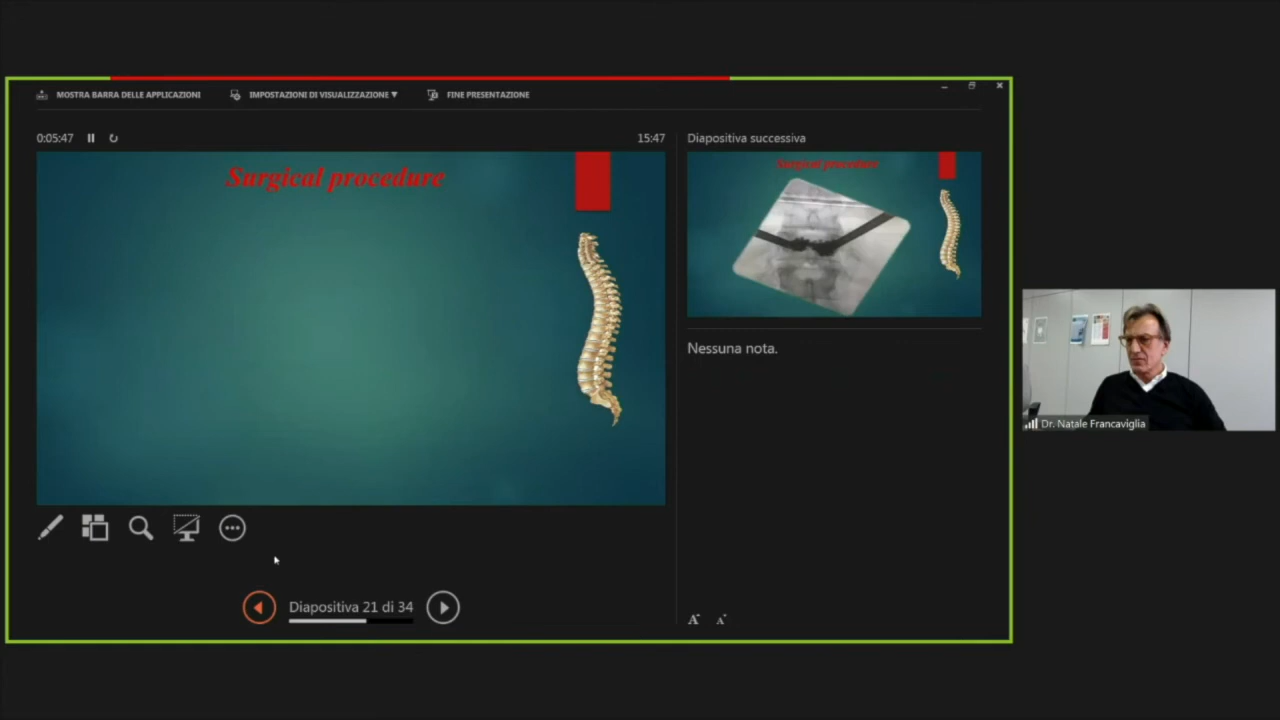 MOSTRA BARRA DELLE APPLICAZIONI
IMPOSTAZIONI DI VISUALIZZAZIONE ▼
FINE PRESENTAZIONE
0:05:47
15:47
Diapositiva successiva
Surgical procedure
Surgical procedure
Nessuna nota.
Dr. Natale Francaviglia
Diapositiva 21 di 34
A A